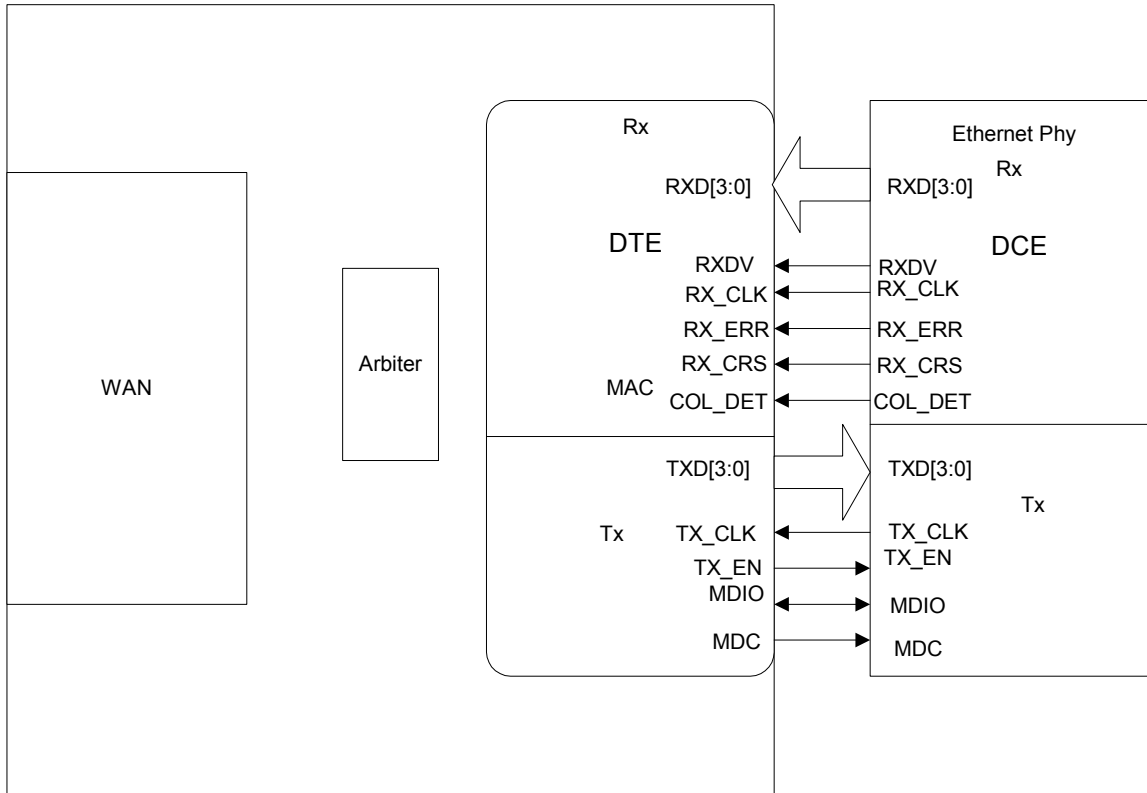 WAN
Arbiter
Rx
RXD[3:0]
DTE
RXDV
RX_CLK
RX_ERR
RX_CRS
MAC
COL_DET
TXD[3:0]
Tx
TX_CLK
TX_EN
MDIO
MDC
Ethernet Phy
Rx
RXD[3:0]
DCE
RXDV
RX_CLK
RX_ERR
RX_CRS
COL_DET
TXD[3:0]
Tx
TX_CLK
TX_EN
MDIO
MDC